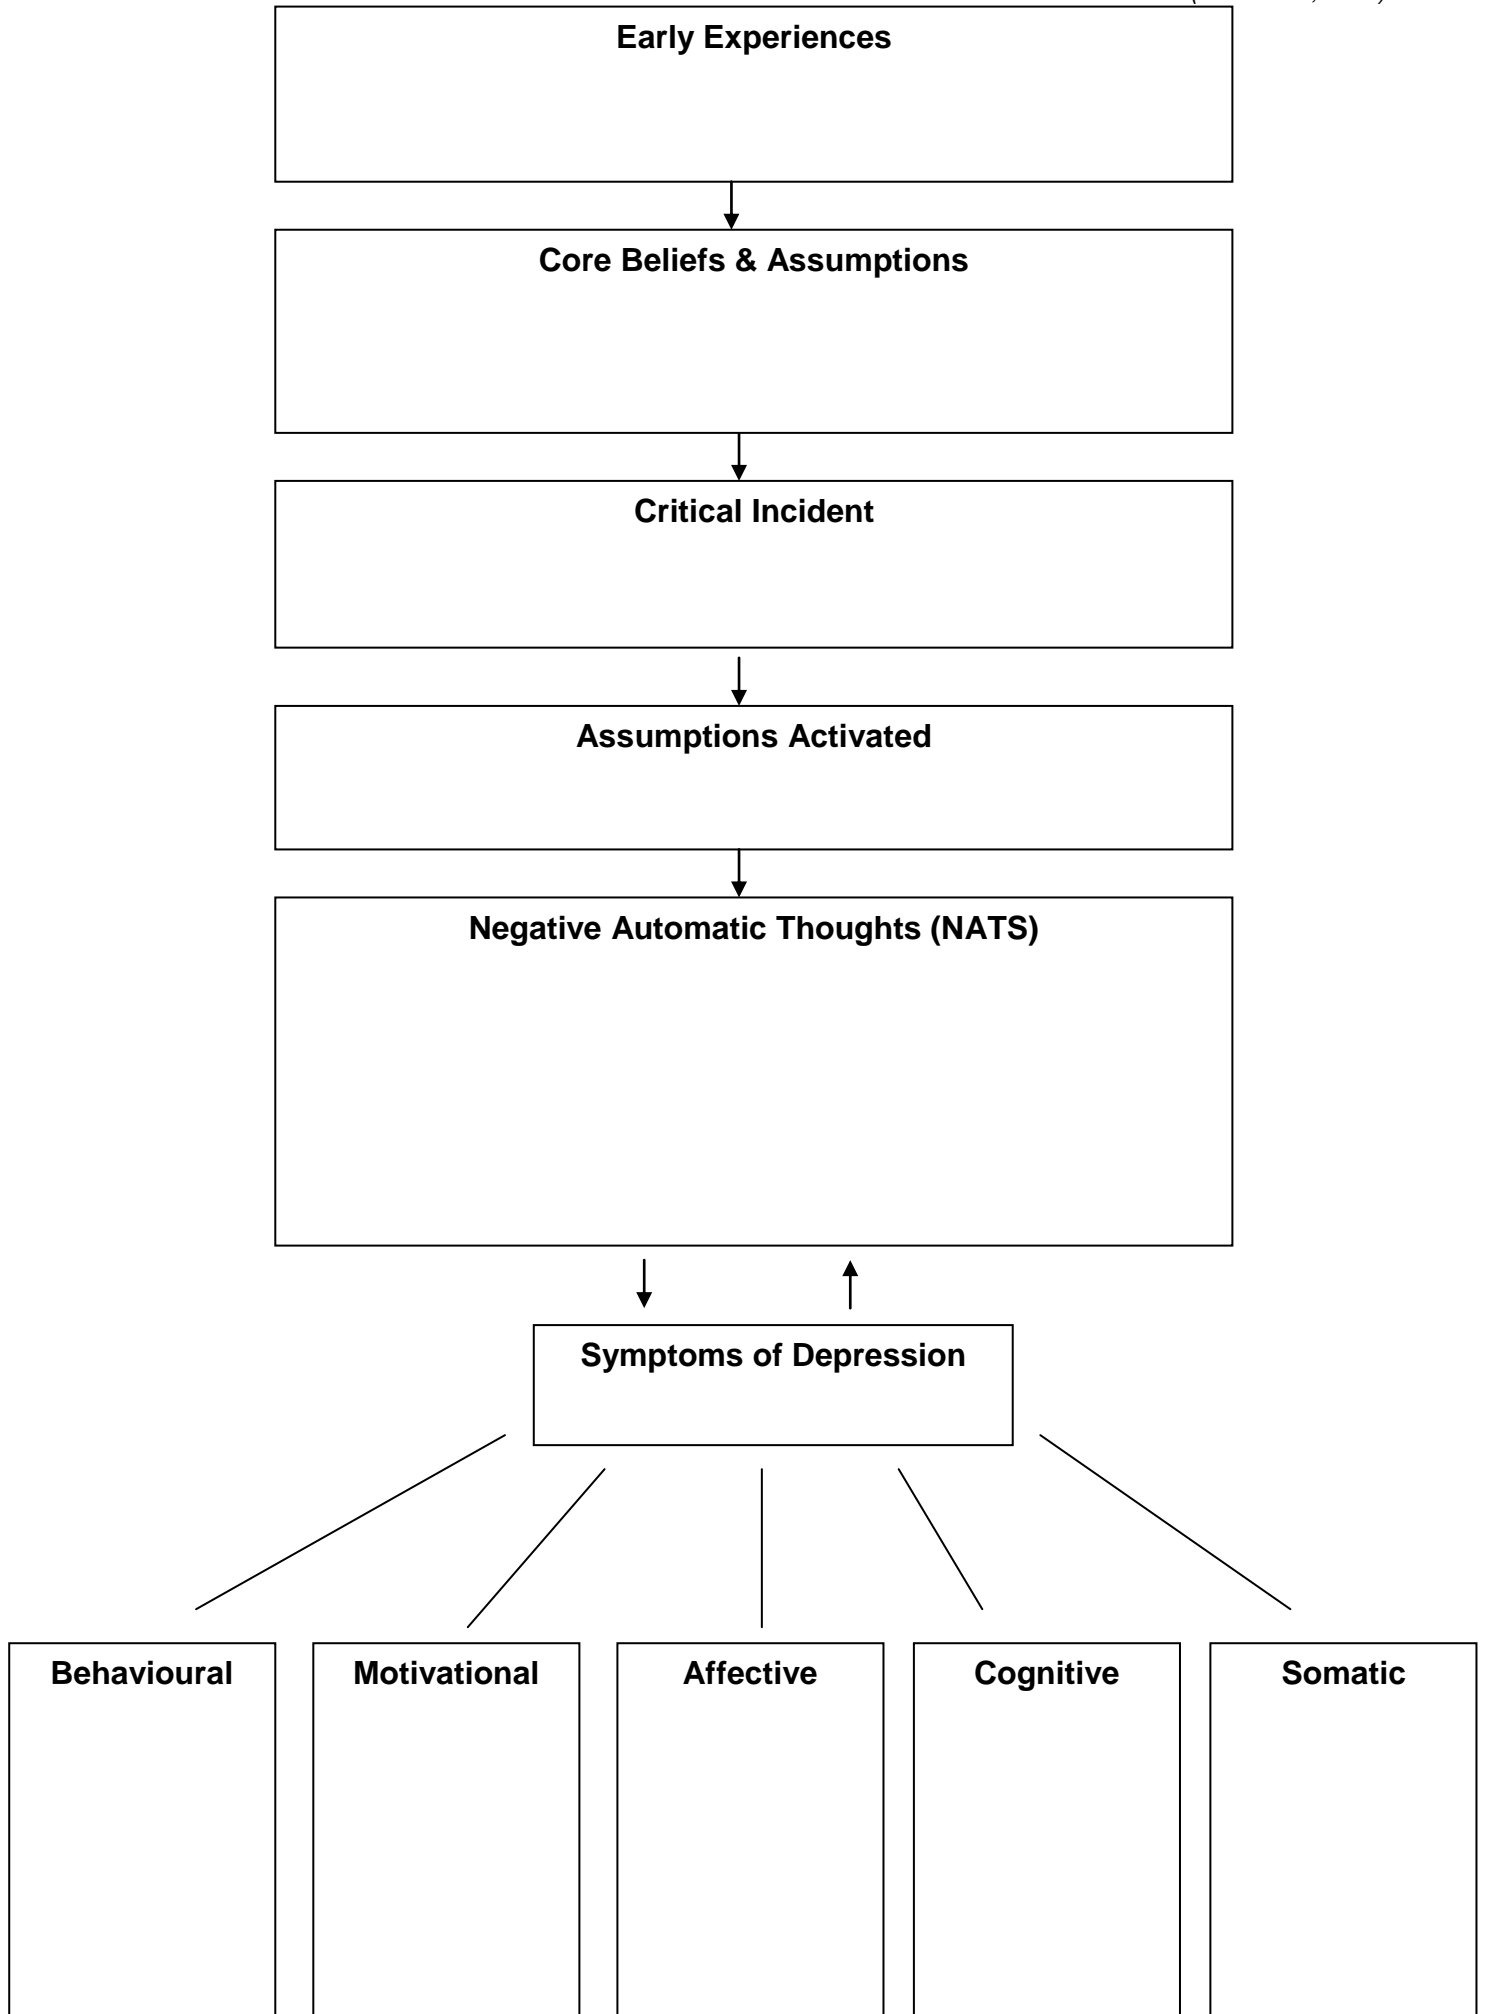 Early Experiences
Core Beliefs & Assumptions
Critical Incident
Assumptions Activated
Negative Automatic Thoughts (NATS)
Symptoms of Depression
Behavioural
Motivational
Affective
Cognitive
Somatic